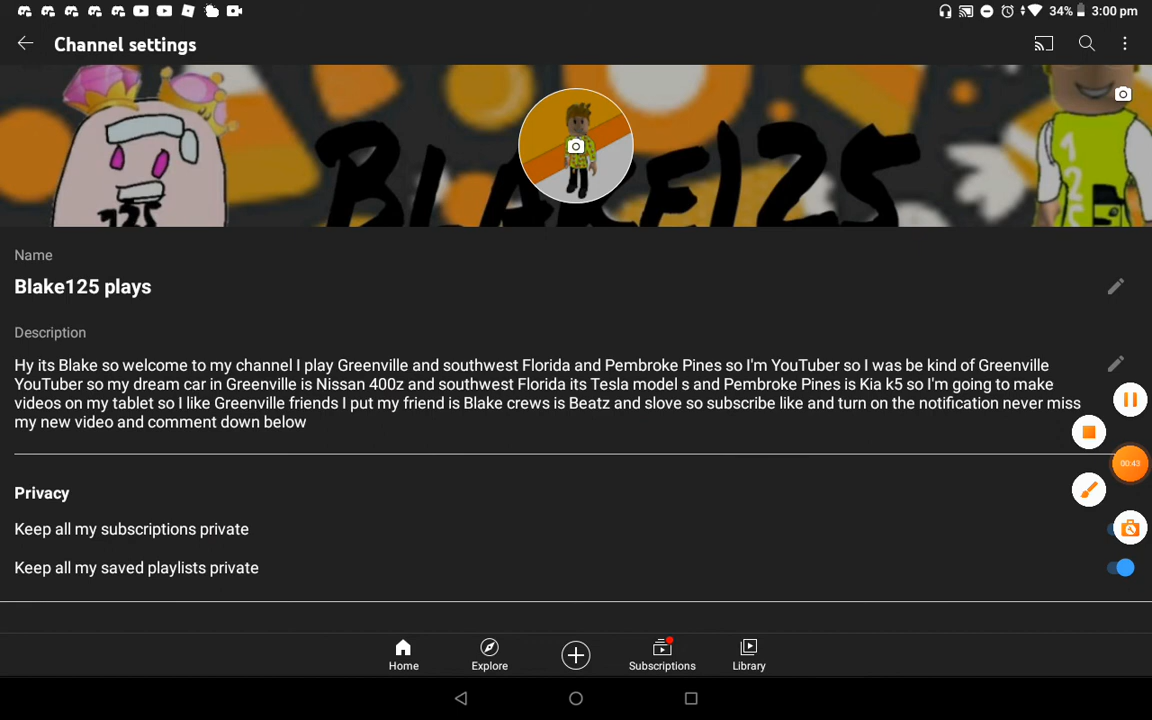 34% 3:00 pm
Channel settings
BLAKE125
125
125
Name
Blake125 plays
Description
Hy its Blake so welcome to my channel I play Greenville and southwest Florida and Pembroke Pines so I'm YouTuber so I was be kind of Greenville
YouTuber so my dream car in Greenville is Nissan 400z and southwest Florida its Tesla model s and Pembroke Pines is Kia k5 so I'm going to make
videos on my tablet so I like Greenville friends I put my friend is Blake crews is Beatz and slove so subscribe like and turn on the notification never miss
my new video and comment down below
00:43
Privacy
Keep all my subscriptions private
Keep all my saved playlists private
Home Explore Subscriptions Library